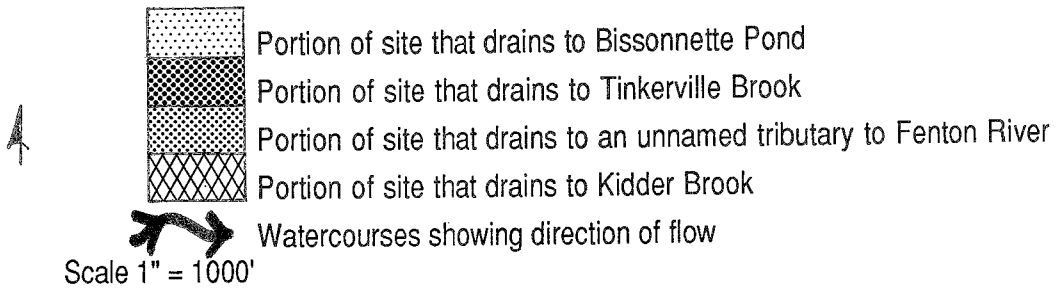 Portion of site that drains to Bissonnette Pond
Portion of site that drains to Tinkerville Brook
Portion of site that drains to an unnamed tributary to Fenton River
Portion of site that drains to Kidder Brook
Watercourses showing direction of flow
Scale 1" = 1000'